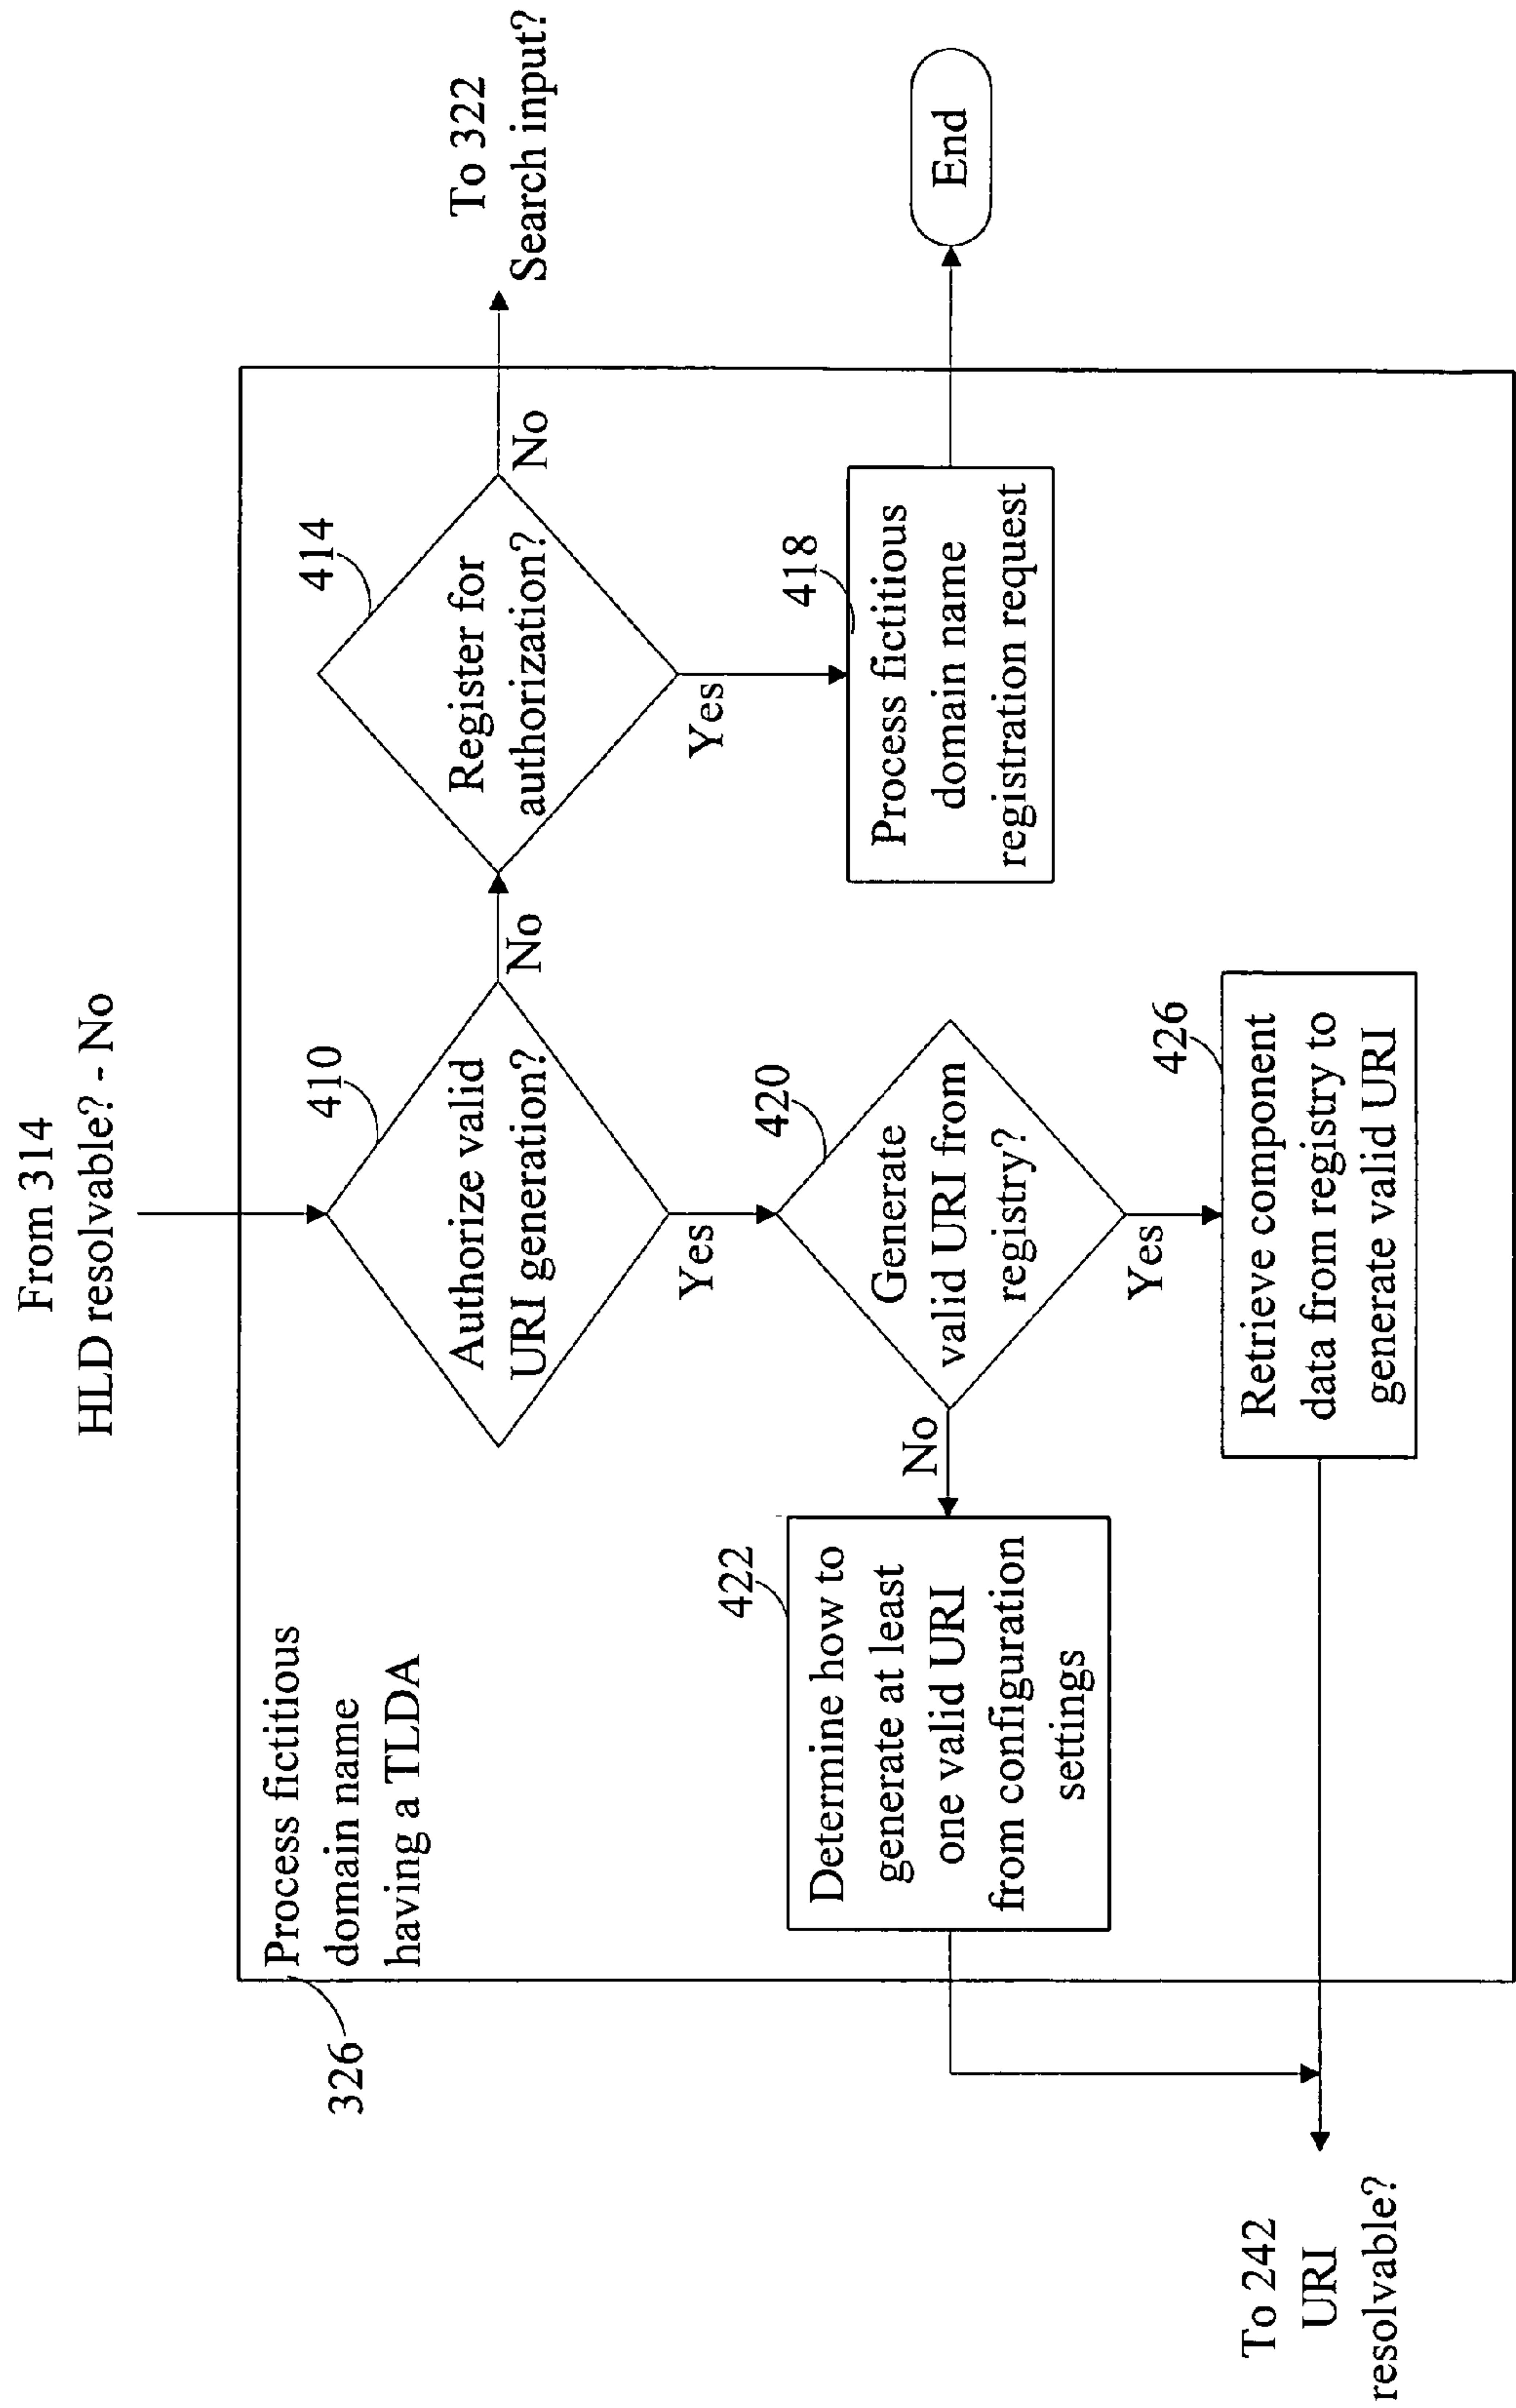 From 314
HLD resolvable? - No
326
Process fictitious
domain name
having a TLDA
410
Authorize valid
URI generation?
No
414
Register for
authorization?
No
To 322
Search input?
Yes
Yes
422
Determine how to
generate at least
one valid URI
from configuration
settings
No
420
Generate
valid URI from
registry?
418
Process fictitious
domain name
registration request
End
Yes
426
Retrieve component
data from registry to
generate valid URI
To 242
URI
resolvable?